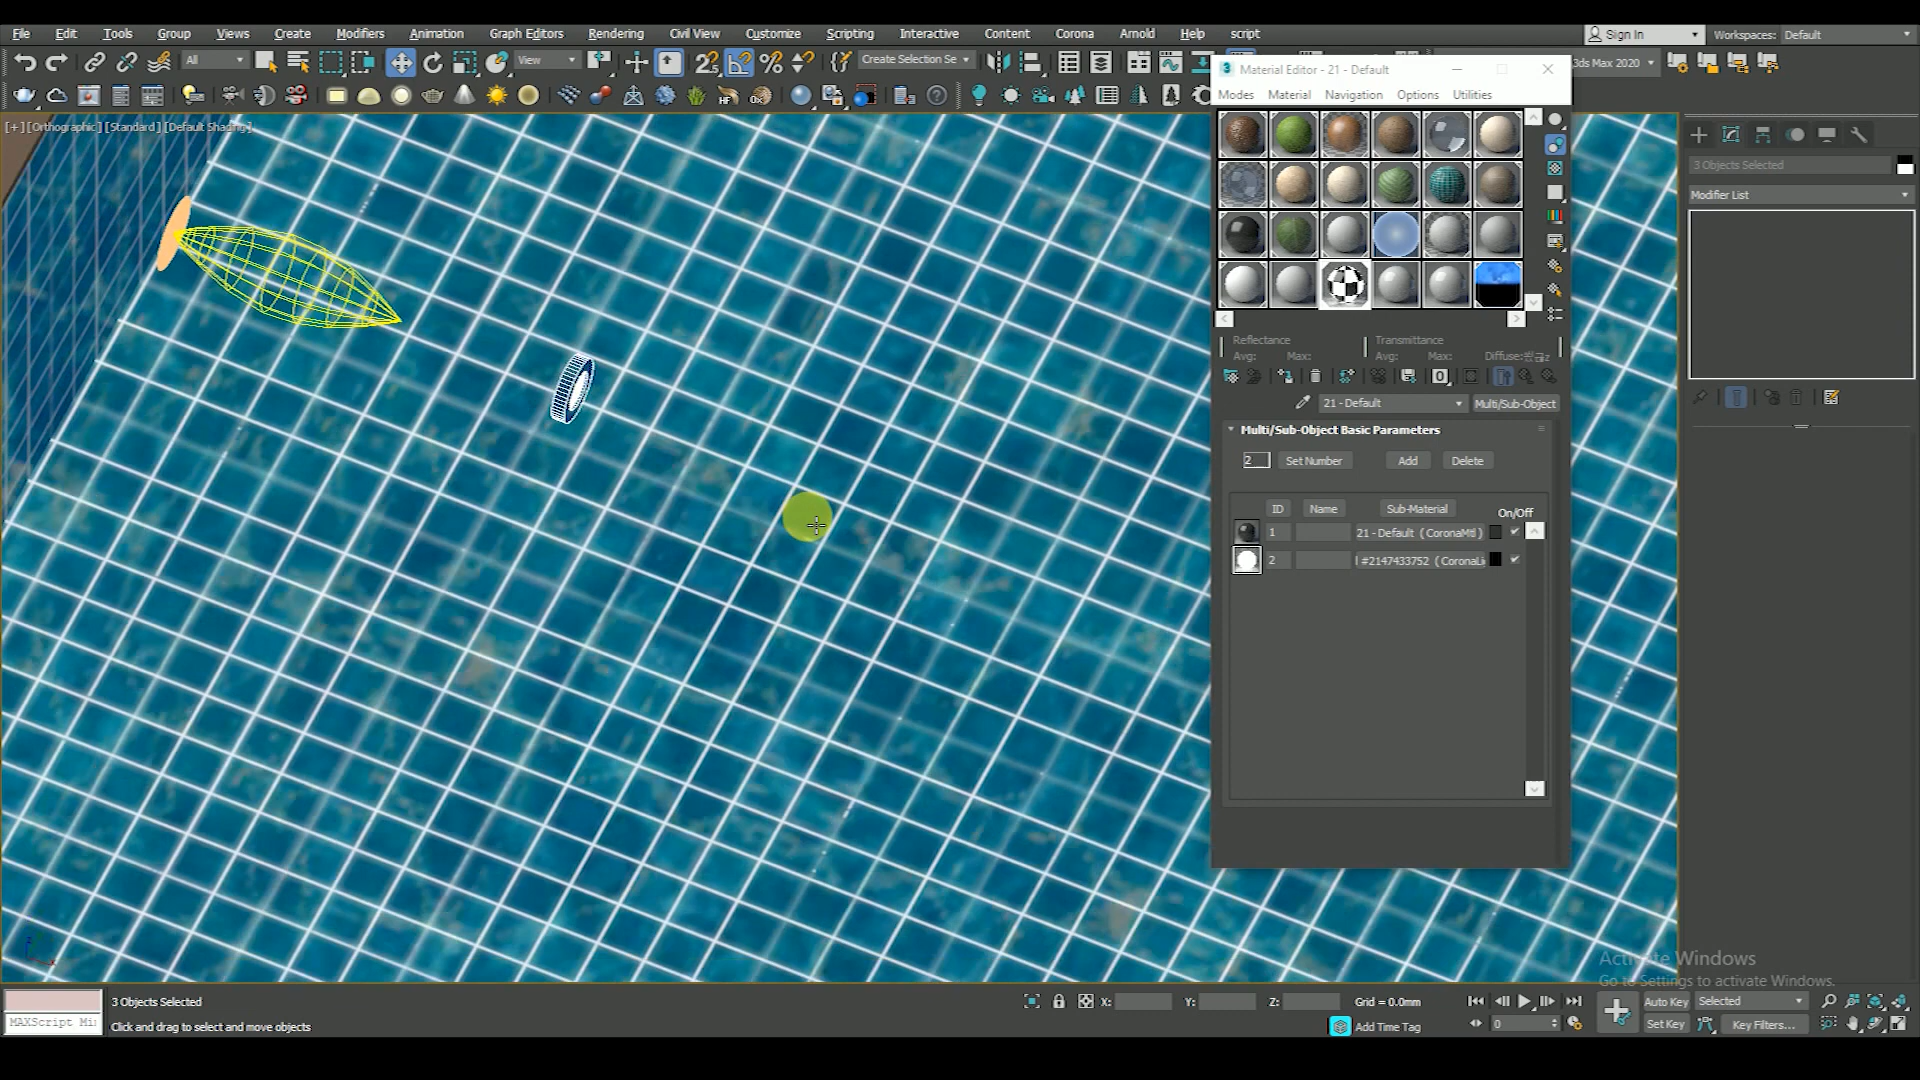 File Edit Tools Group Views Create Modifiers Animation Graph Editors Rendering Civil View Customize Scripting Interactive Content Corona Arnold Help script
Sign In
Workspaces: Default
All
View
Create Selection Se
3ds Max 2020
Material Editor - 21 - Default
Modes Material Navigation Options Utilities
[+] [Orthographic] [Standard] [Default Shading]
3 Objects Selected
Modifier List
Reflectance
Avg: Max:
Transmittance
Avg: Max:
Diffuse:
21 - Default
Multi/Sub-Object
Multi/Sub-Object Basic Parameters
2 Set Number Add Delete
ID Name Sub-Material On/Off
1 21 - Default ( CoronaMtl )
2 l #2147433752 ( CoronaLi
Activate Windows
Go to Settings to activate Windows.
3 Objects Selected
X: Y: Z: Grid = 0.0mm
Auto Key Selected
MAXScript Mi
Click and drag to select and move objects
Add Time Tag
0
Set Key Key Filters...